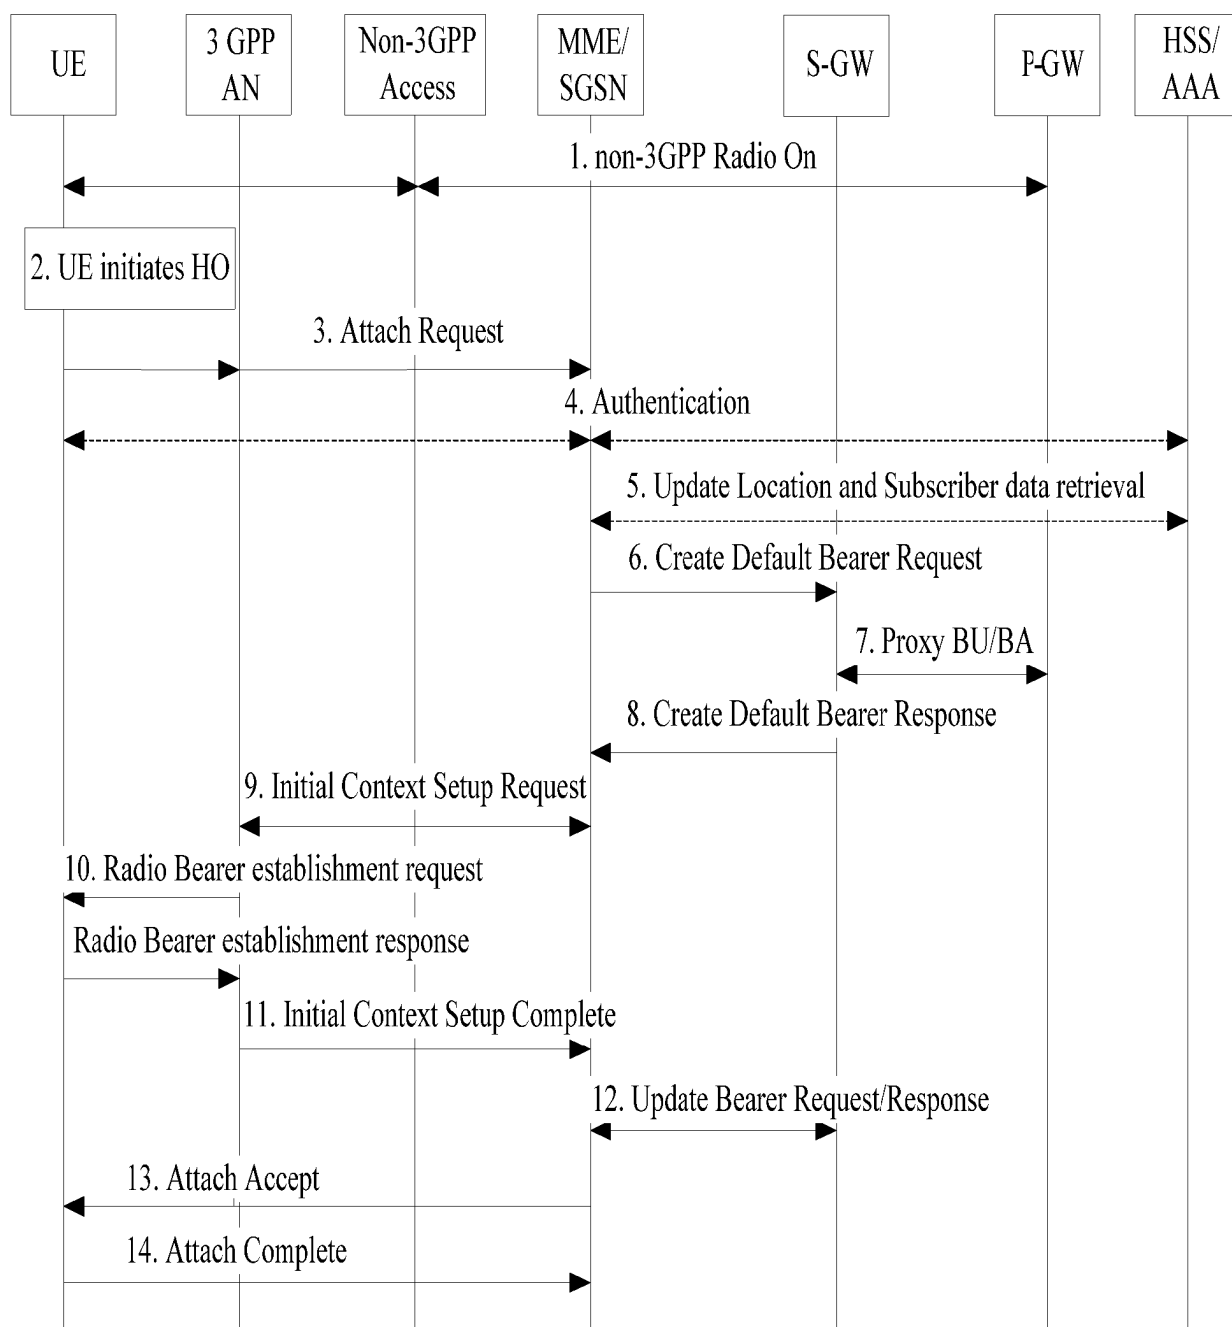 UE
3 GPP
AN
Non-3GPP
Access
MME/
SGSN
S-GW
P-GW
HSS/
AAA
1. non-3GPP Radio On
2. UE initiates HO
3. Attach Request
4. Authentication
5. Update Location and Subscriber data retrieval
6. Create Default Bearer Request
7. Proxy BU/BA
8. Create Default Bearer Response
9. Initial Context Setup Request
10. Radio Bearer establishment request
Radio Bearer establishment response
11. Initial Context Setup Complete
12. Update Bearer Request/Response
13. Attach Accept
14. Attach Complete